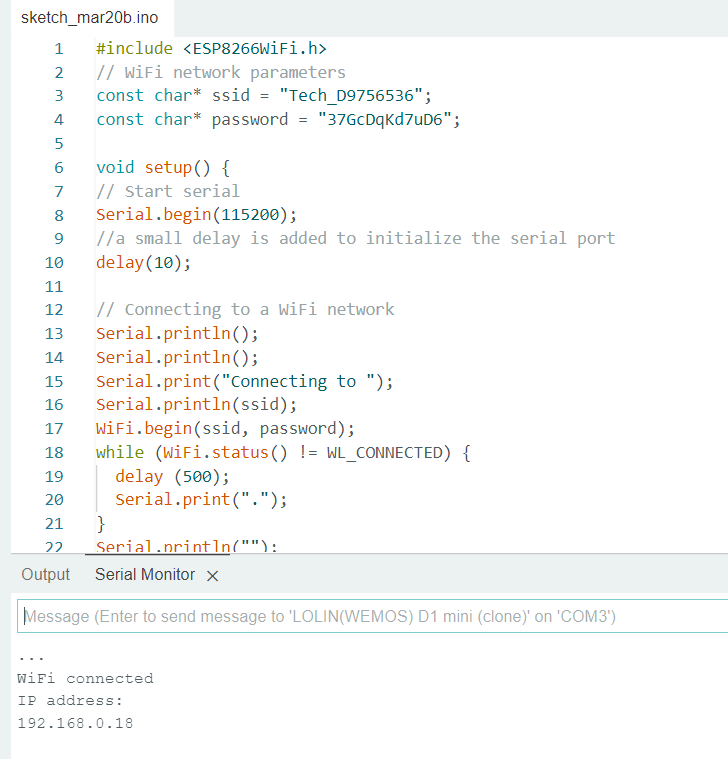 sketch_mar20b.ino
1 #include <ESP8266WiFi.h>
2 // WiFi network parameters
3 const char* ssid = "Tech_D9756536";
4 const char* password = "37GcDqKd7uD6";
5
6 void setup() {
7 // Start serial
8 Serial.begin(115200);
9 //a small delay is added to initialize the serial port
10 delay(10);
11
12 // Connecting to a WiFi network
13 Serial.println();
14 Serial.println();
15 Serial.print("Connecting to ");
16 Serial.println(ssid);
17 WiFi.begin(ssid, password);
18 while (WiFi.status() != WL_CONNECTED) {
19 delay (500);
20 Serial.print(".");
21 }
22 Serial.println("");
Output Serial Monitor ×
Message (Enter to send message to 'LOLIN(WEMOS) D1 mini (clone)' on 'COM3')
...
WiFi connected
IP address:
192.168.0.18